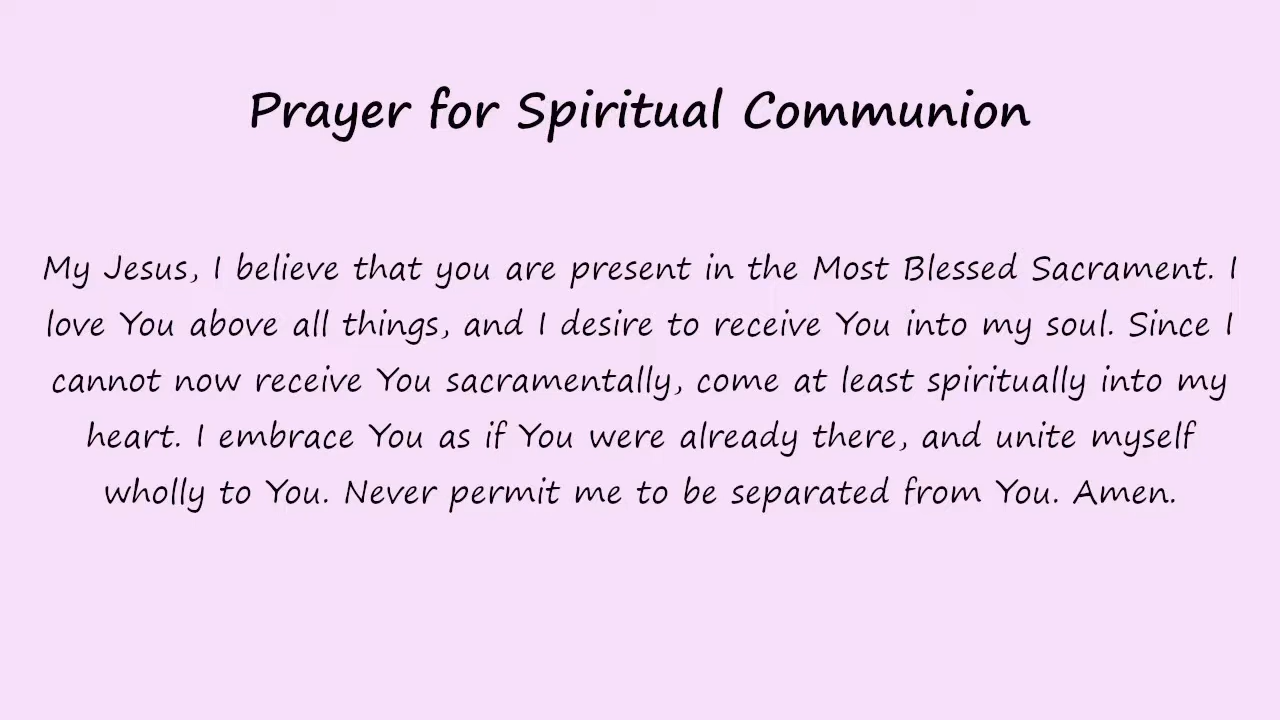 Prayer for Spiritual Communion
My Jesus, I believe that you are present in the Most Blessed Sacrament. I
love You above all things, and I desire to receive You into my soul. Since I
cannot now receive You sacramentally, come at least spiritually into my
heart. I embrace You as if You were already there, and unite myself
wholly to You. Never permit me to be separated from You. Amen.